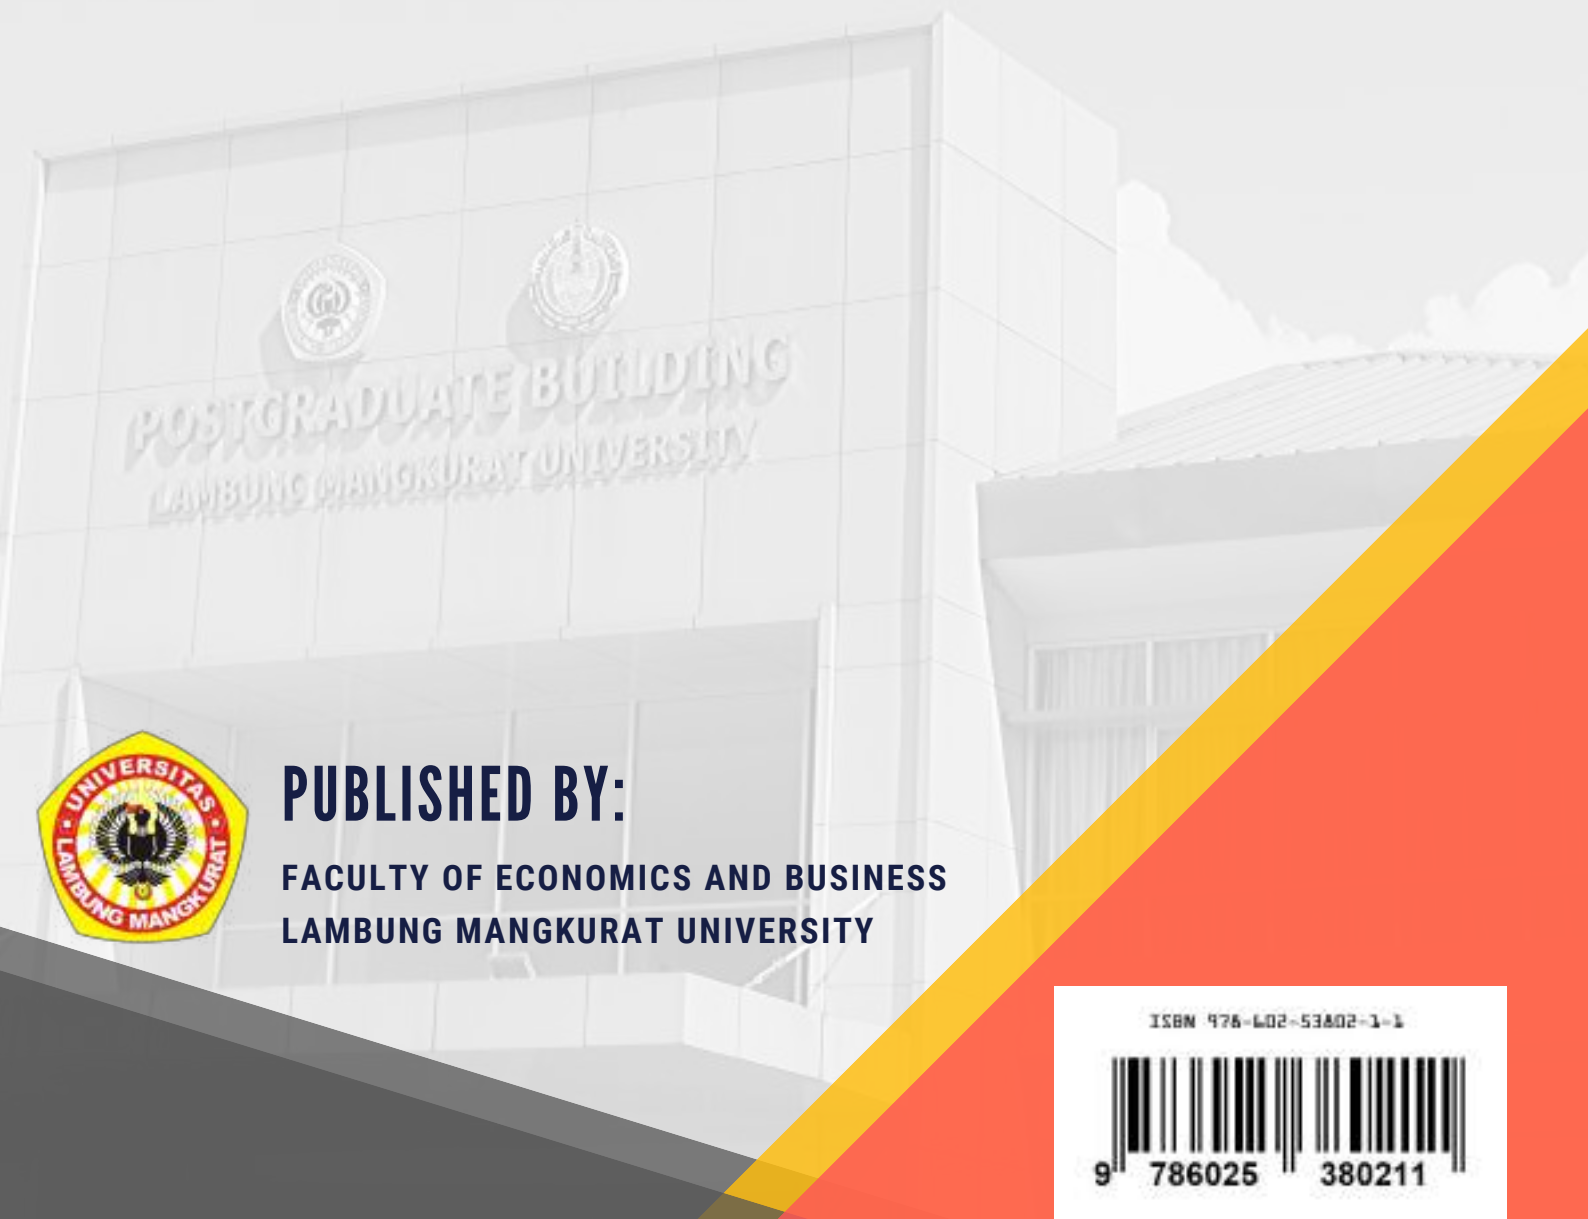 POSTGRADUATE BUILDING
LAMBUNG MANGKURAT UNIVERSITY
UNIVERSITAS
LAMBUNG MANGKURAT
PUBLISHED BY:
FACULTY OF ECONOMICS AND BUSINESS
LAMBUNG MANGKURAT UNIVERSITY
ISBN 978-602-53802-1-1
9 786025 380211